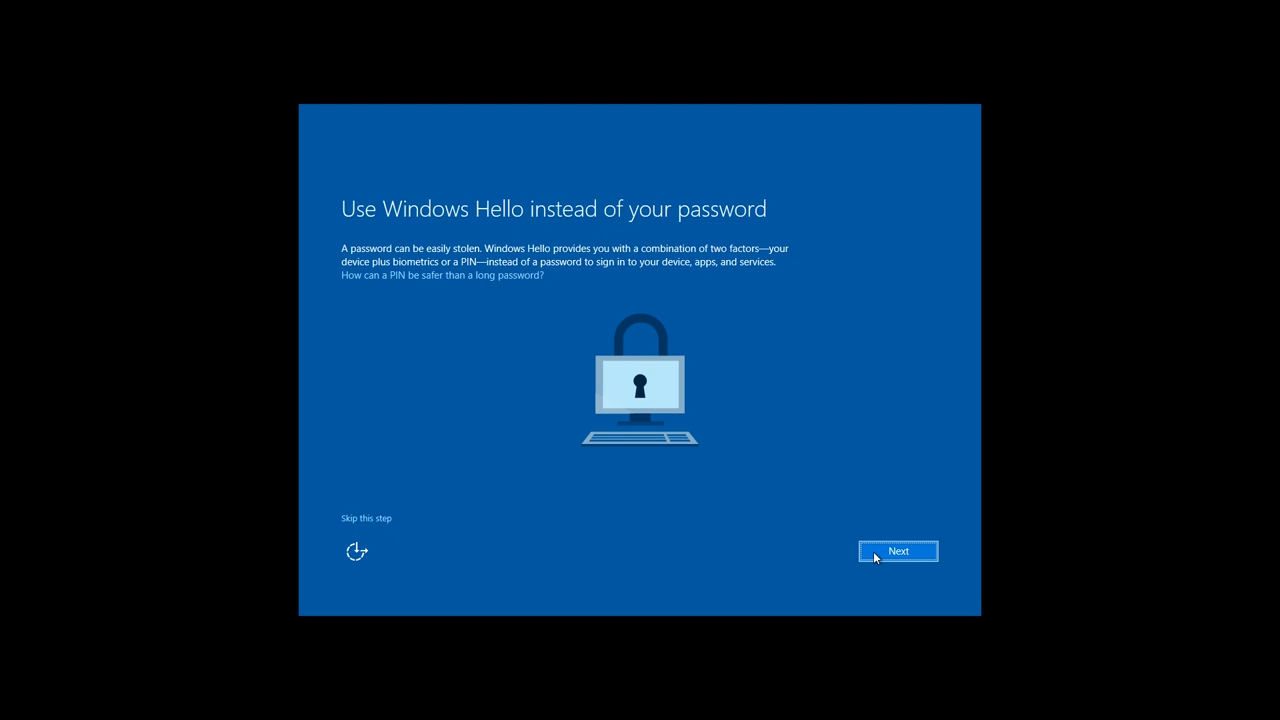 Use Windows Hello instead of your password
A password can be easily stolen. Windows Hello provides you with a combination of two factors—your
device plus biometrics or a PIN—instead of a password to sign in to your device, apps, and services.
How can a PIN be safer than a long password?
Skip this step
Next